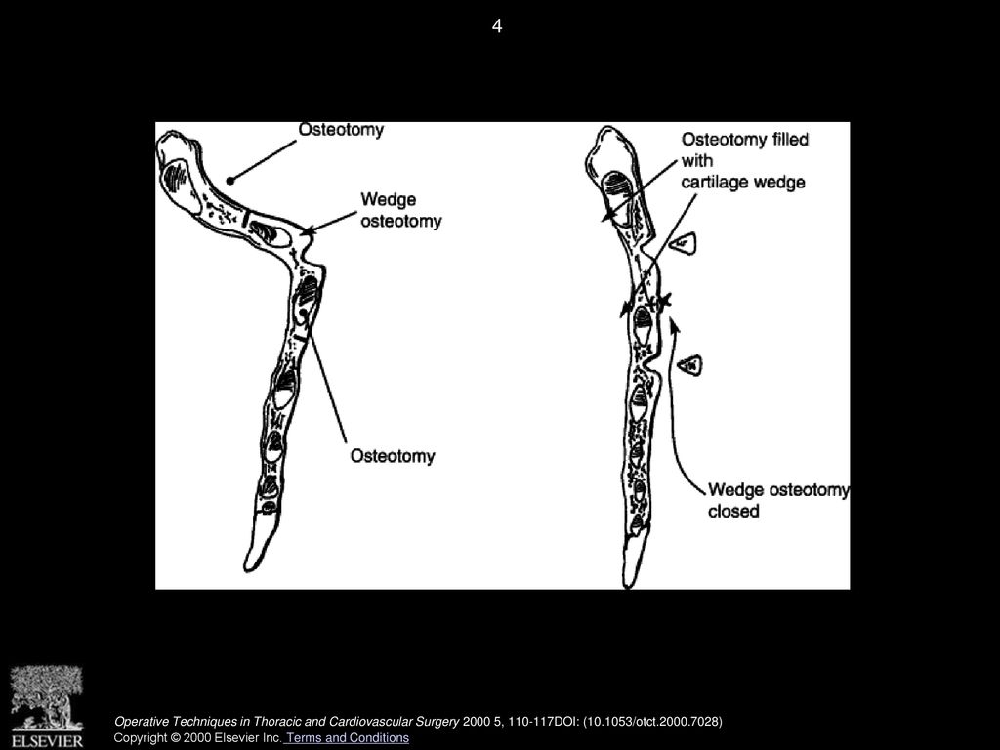 4
Osteotomy
Wedge
osteotomy
Osteotomy
Osteotomy filled
with
cartilage wedge
Wedge osteotomy
closed
ELSEVIER
Operative Techniques in Thoracic and Cardiovascular Surgery 2000 5, 110-117DOI: (10.1053/otct.2000.7028)
Copyright © 2000 Elsevier Inc. Terms and Conditions